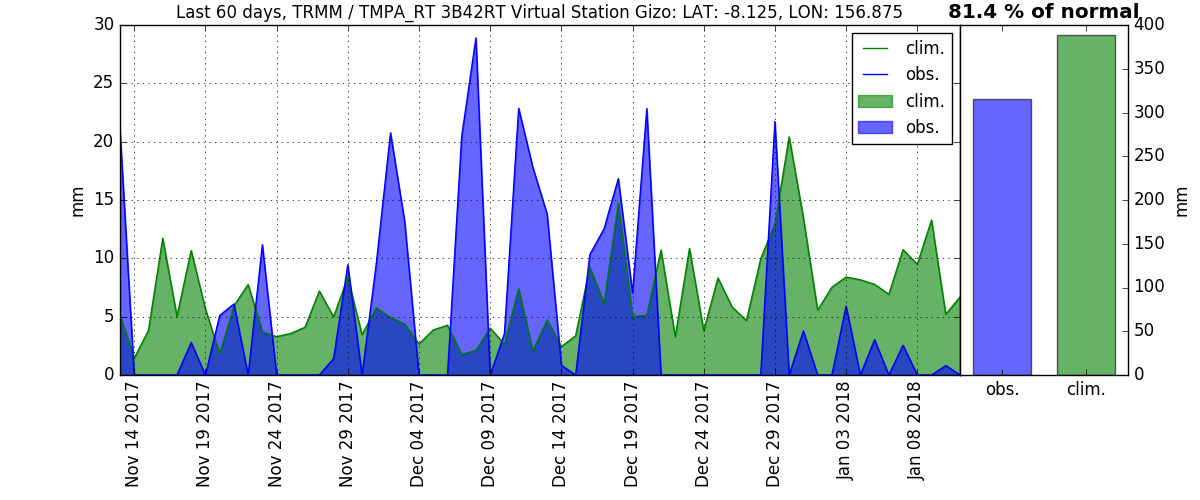 Last 60 days, TRMM / TMPA_RT 3B42RT Virtual Station Gizo: LAT: -8.125, LON: 156.875
81.4 % of normal
30
25
20
15
10
5
0
mm
clim.
obs.
clim.
obs.
400
350
300
250
200
150
100
50
0
mm
Nov 14 2017
Nov 19 2017
Nov 24 2017
Nov 29 2017
Dec 04 2017
Dec 09 2017
Dec 14 2017
Dec 19 2017
Dec 24 2017
Dec 29 2017
Jan 03 2018
Jan 08 2018
obs.
clim.